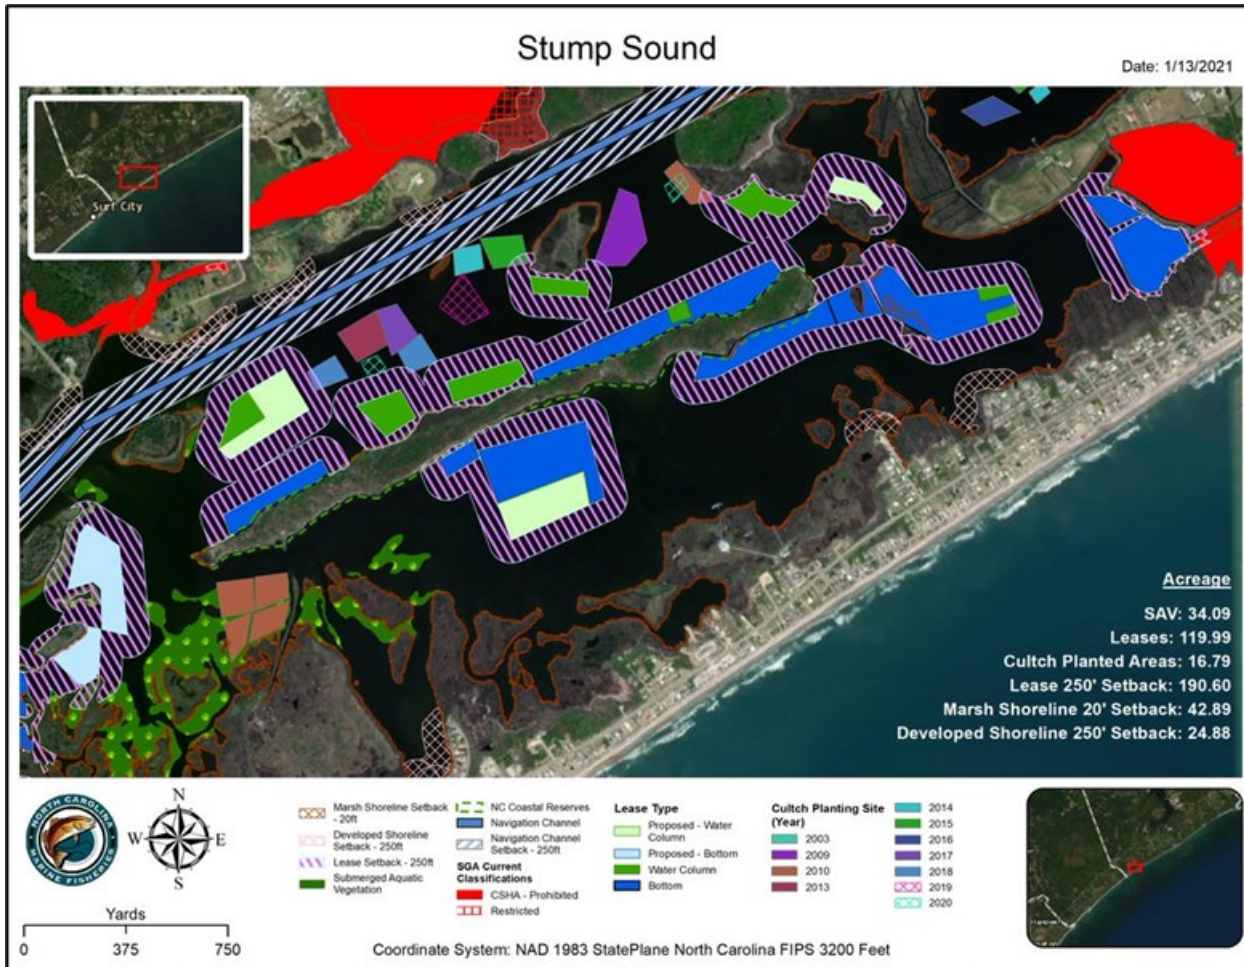 Stump Sound
Date: 1/13/2021
Surf City
Acreage
SAV: 34.09
Leases: 119.99
Cultch Planted Areas: 16.79
Lease 250' Setback: 190.60
Marsh Shoreline 20' Setback: 42.89
Developed Shoreline 250' Setback: 24.88
NORTH CAROLINA
MARINE FISHERIES
N
W
E
S
Yards
0
375
750
Marsh Shoreline Setback
- 20ft
Developed Shoreline
Setback - 250ft
Lease Setback - 250ft
Submerged Aquatic
Vegetation
NC Coastal Reserves
Navigation Channel
Navigation Channel
Setback - 250ft
SGA Current
Classifications
CSHA - Prohibited
Restricted
Lease Type
Proposed - Water
Column
Proposed - Bottom
Water Column
Bottom
Cultch Planting Site
(Year)
2003
2009
2010
2013
2014
2015
2016
2017
2018
2019
2020
Coordinate System: NAD 1983 StatePlane North Carolina FIPS 3200 Feet